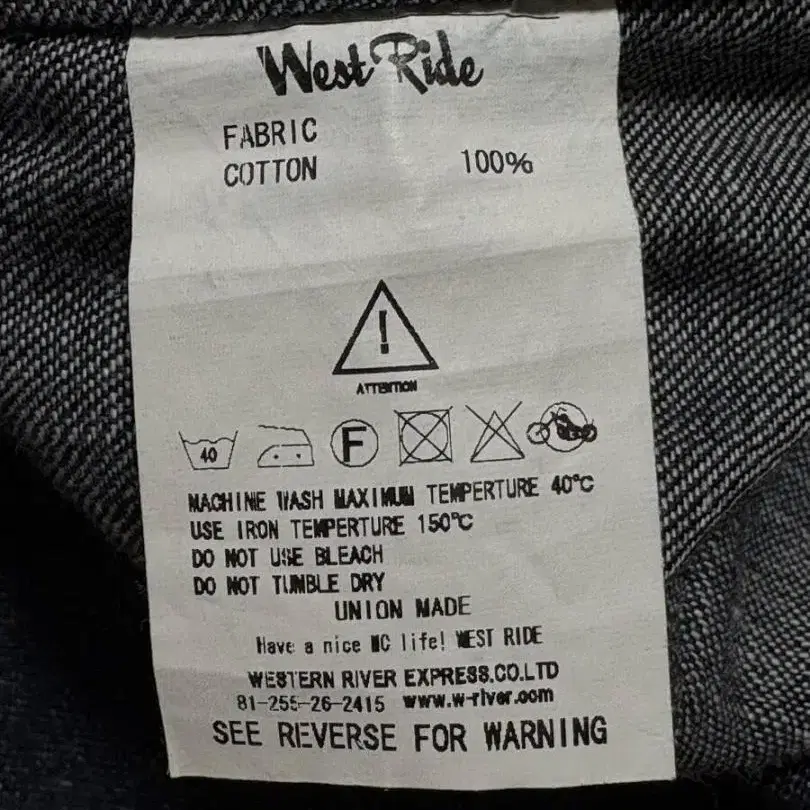 West Ride
FABRIC
COTTON 100%
!
ATTENTION
40 F
MACHINE WASH MAXIMUM TEMPERTURE 40℃
USE IRON TEMPERTURE 150℃
DO NOT USE BLEACH
DO NOT TUMBLE DRY
UNION MADE
Have a nice MC life! WEST RIDE
WESTERN RIVER EXPRESS.CO.LTD
81-255-26-2415 www.w-river.com
SEE REVERSE FOR WARNING